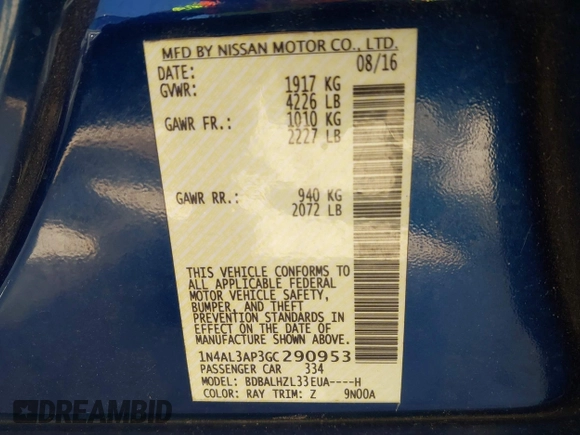 MFD BY NISSAN MOTOR CO., LTD.
DATE: 08/16
GVWR: 1917 KG
4226 LB
GAWR FR.: 1010 KG
2227 LB
GAWR RR.: 940 KG
2072 LB
THIS VEHICLE CONFORMS TO
ALL APPLICABLE FEDERAL
MOTOR VEHICLE SAFETY,
BUMPER, AND THEFT
PREVENTION STANDARDS IN
EFFECT ON THE DATE OF
MANUFACTURE SHOWN ABOVE.
1N4AL3AP3GC290953
PASSENGER CAR 334
MODEL: BDBALHZL33EUA----H
COLOR: RAY TRIM: Z 9N00A
DREAMBID